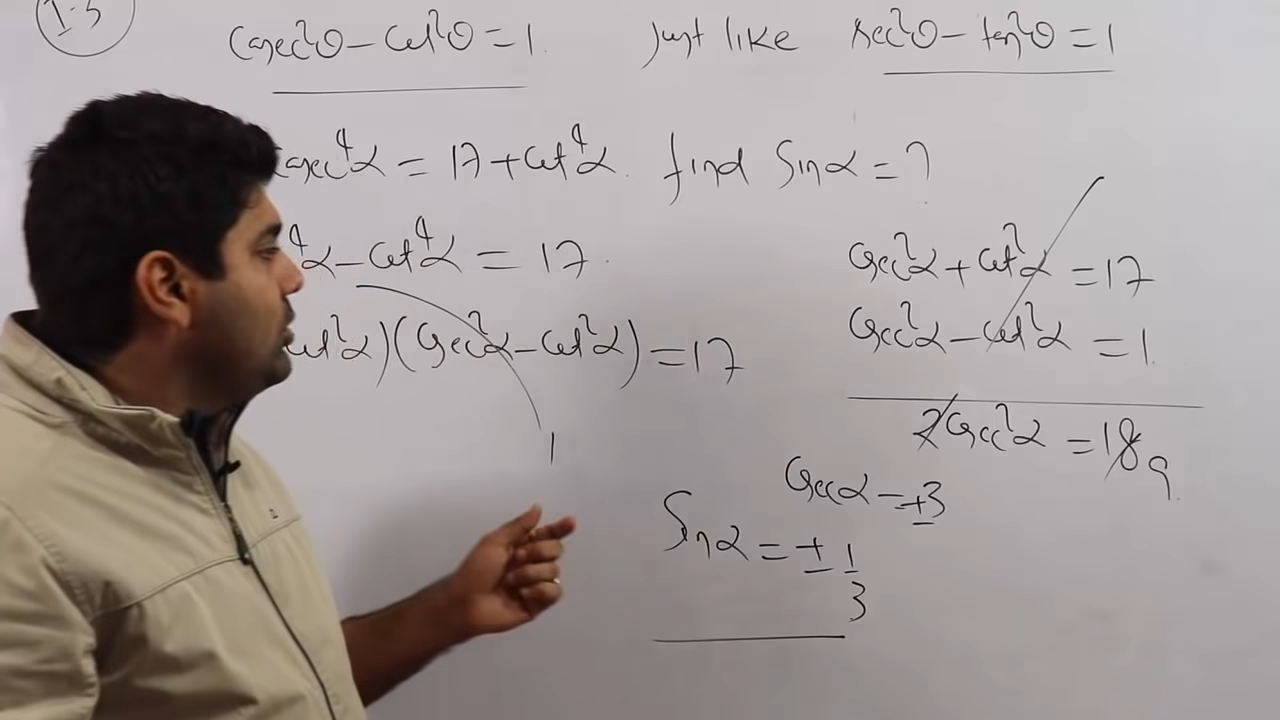 1.5
Cosec²θ – Cot²θ = 1 Just like sec²θ – tan²θ = 1
Cosec⁴α = 17 + Cot⁴α. find Sinα = ?
⁴α – Cot⁴α = 17.
Cot²α)(Cosec²α – Cot²α) = 17
1
Cosec²α + Cot²α = 17
Cosec²α – Cot²α = 1
2Cosec²α = 18 9
Cosecα = ±3
Sinα = ± 1/3